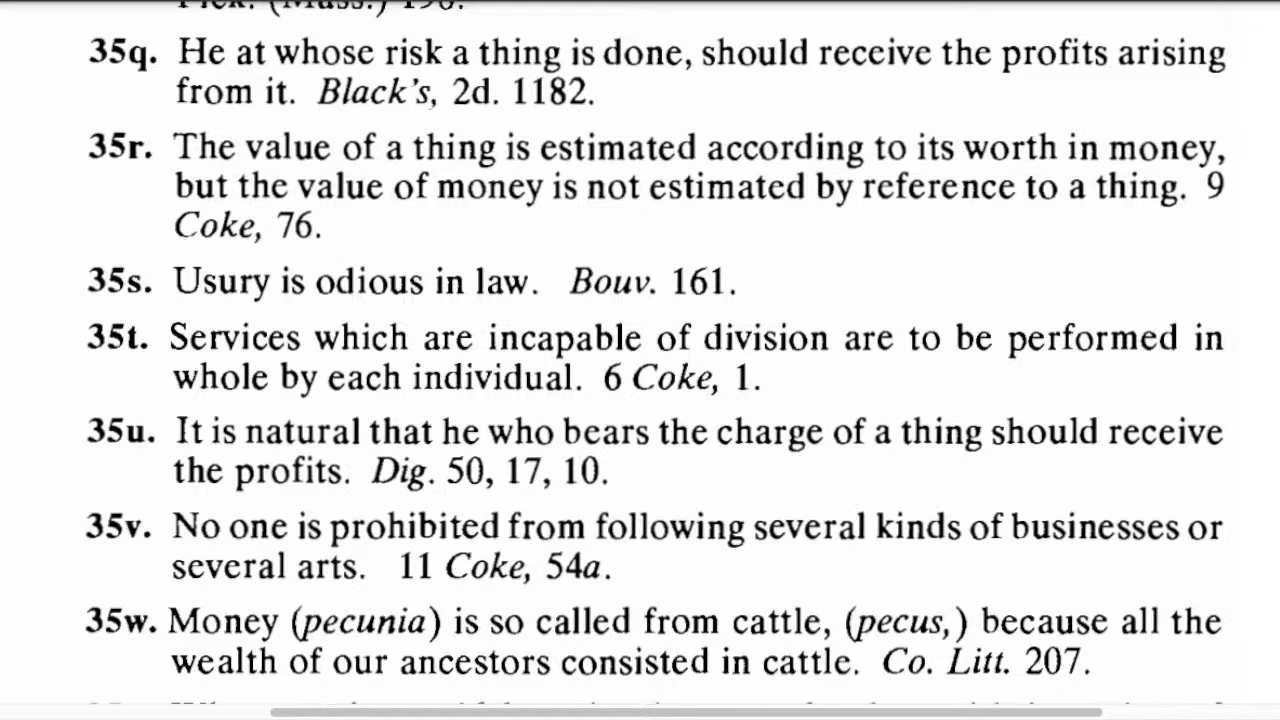 35q. He at whose risk a thing is done, should receive the profits arising
from it. Black's, 2d. 1182.
35r. The value of a thing is estimated according to its worth in money,
but the value of money is not estimated by reference to a thing. 9
Coke, 76.
35s. Usury is odious in law. Bouv. 161.
35t. Services which are incapable of division are to be performed in
whole by each individual. 6 Coke, 1.
35u. It is natural that he who bears the charge of a thing should receive
the profits. Dig. 50, 17, 10.
35v. No one is prohibited from following several kinds of businesses or
several arts. 11 Coke, 54a.
35w. Money (pecunia) is so called from cattle, (pecus,) because all the
wealth of our ancestors consisted in cattle. Co. Litt. 207.